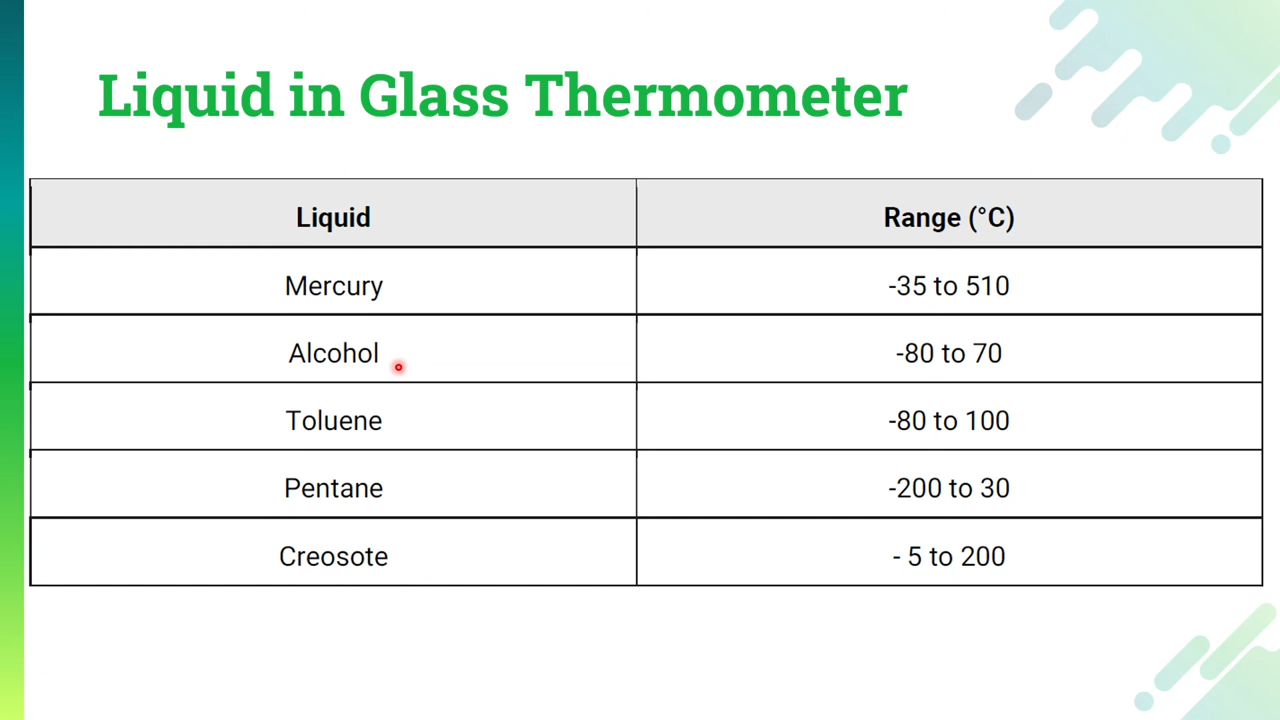 Liquid in Glass Thermometer
Liquid Range (°C)
Mercury -35 to 510
Alcohol -80 to 70
Toluene -80 to 100
Pentane -200 to 30
Creosote - 5 to 200